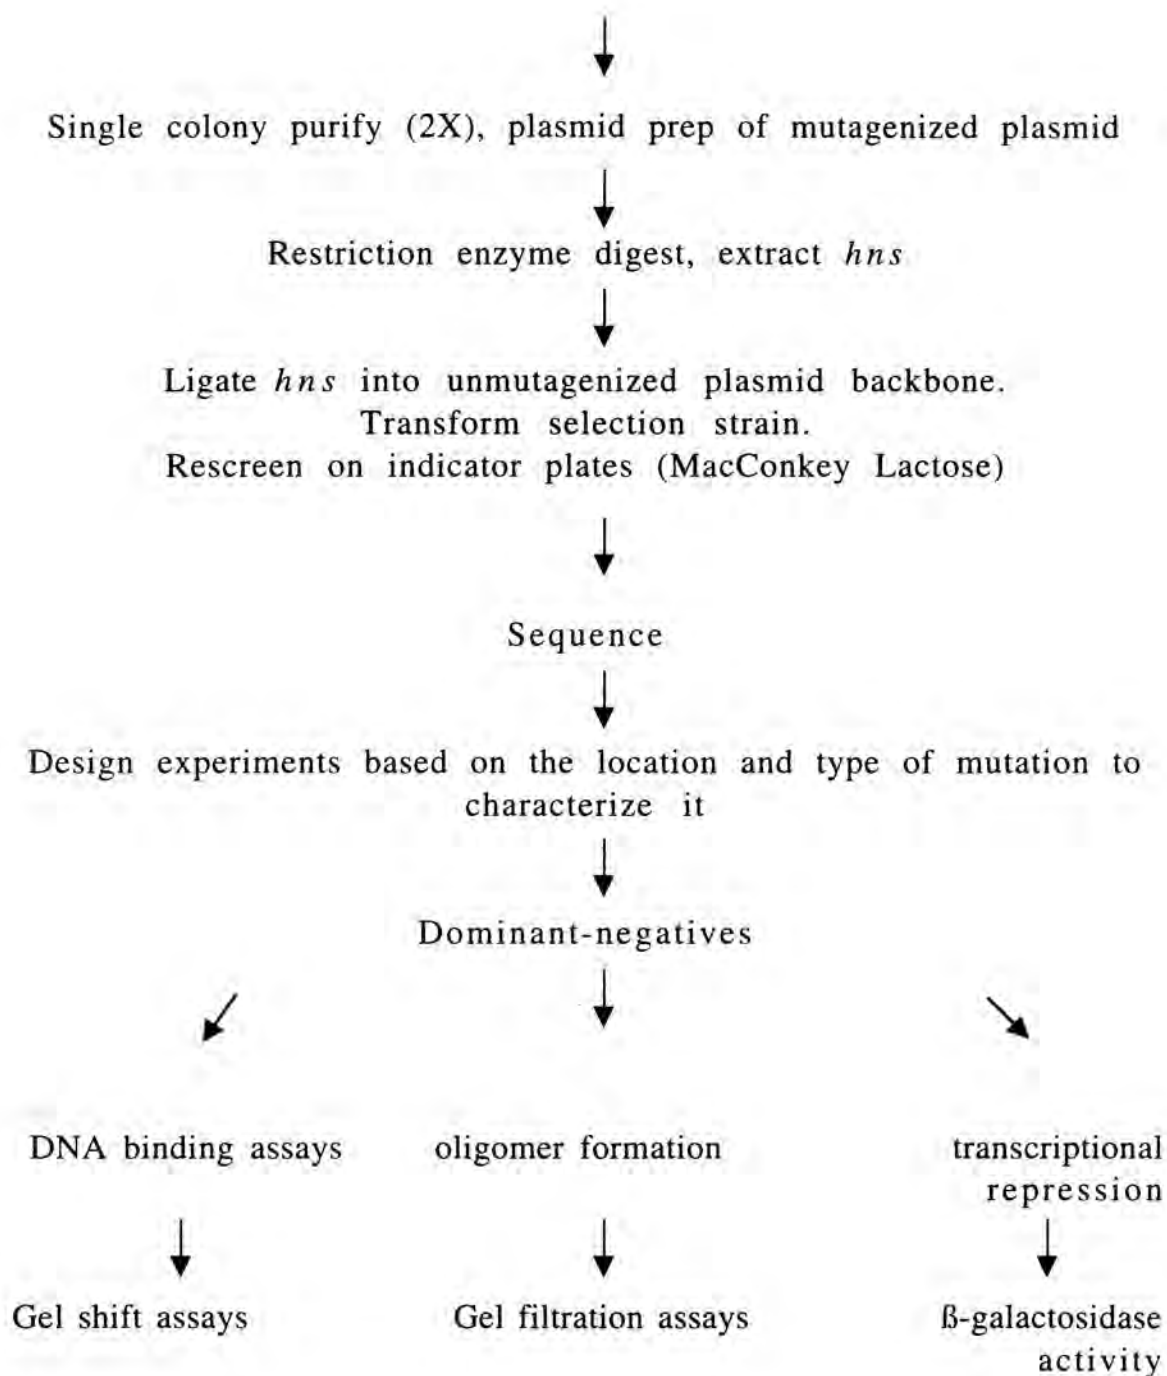 Single colony purify (2X), plasmid prep of mutagenized plasmid
Restriction enzyme digest, extract hns
Ligate hns into unmutagenized plasmid backbone.
Transform selection strain.
Rescreen on indicator plates (MacConkey Lactose)
Sequence
Design experiments based on the location and type of mutation to
characterize it
Dominant-negatives
DNA binding assays
oligomer formation
transcriptional
repression
Gel shift assays
Gel filtration assays
ß-galactosidase
activity